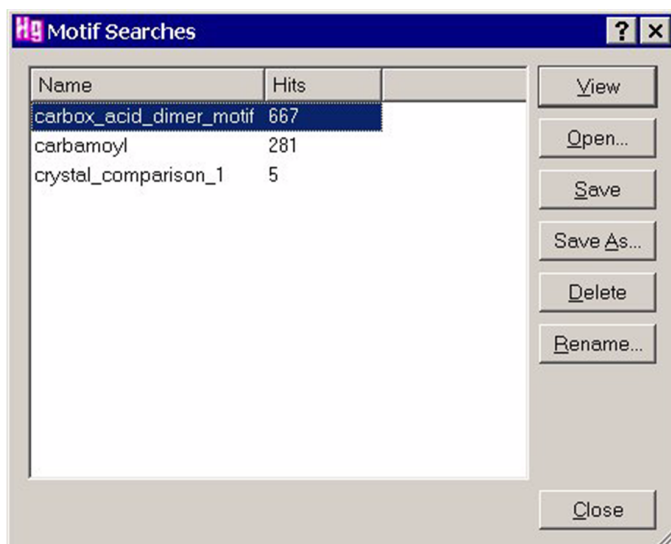 Hg Motif Searches ? ×
Name Hits
carbox_acid_dimer_motif 667
carbamoyl 281
crystal_comparison_1 5
View
Open...
Save
Save As...
Delete
Rename...
Close